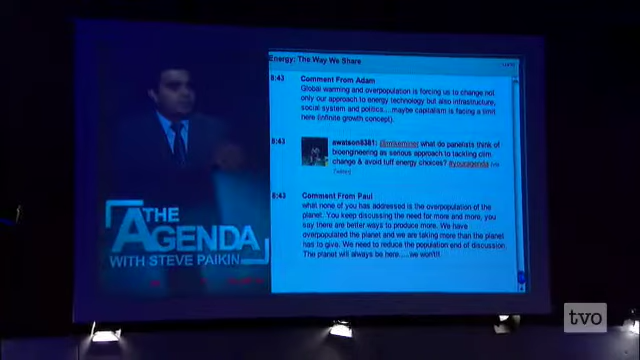 Energy: The Way We Share
8:43 Comment From Adam
Global warming and overpopulation is forcing us to change not
only our approach to energy technology but also infrastructure,
social system and politics.....maybe capitalism is facing a limit
here (infinite growth concept).
8:43 awatson8381: @mikeminer what do panelists think of
bioengineering as serious approach to tackling clim.
change & avoid tuff energy choices? #youragenda [via
Twitter]
8:43 Comment From Paul
what none of you has addressed is the overpopulation of the
planet. You keep discussing the need for more and more, you
say there are better ways to produce more. We have
overpopulated the planet and we are taking more than the planet
has to give. We need to reduce the population end of discussion.
The planet will always be here.....we won't!!
THE
AGENDA
WITH STEVE PAIKIN
tvo